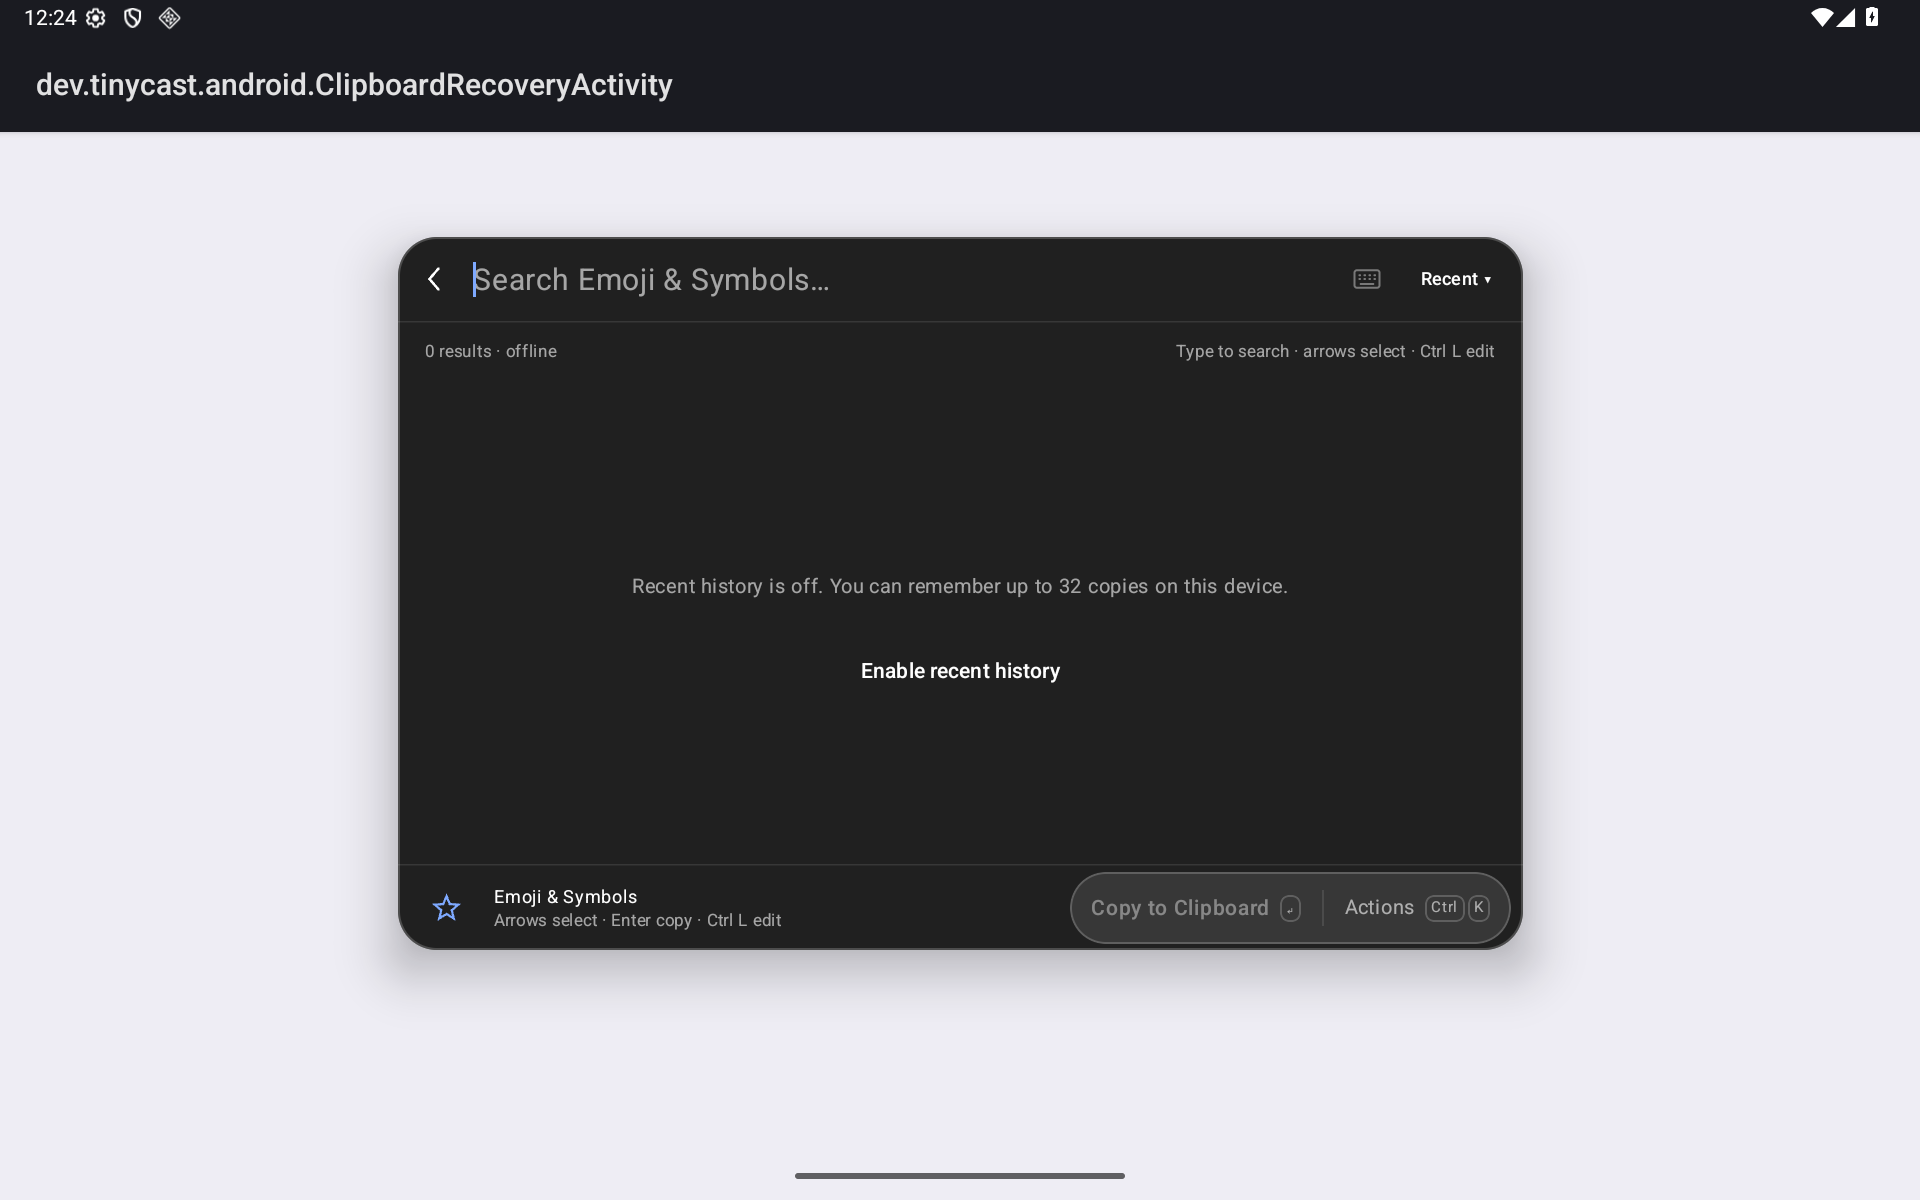 12:24
dev.tinycast.android.ClipboardRecoveryActivity
Search Emoji & Symbols…
Recent ▾
0 results · offline
Type to search · arrows select · Ctrl L edit
Recent history is off. You can remember up to 32 copies on this device.
Enable recent history
Emoji & Symbols
Arrows select · Enter copy · Ctrl L edit
Copy to Clipboard ↲
Actions Ctrl K